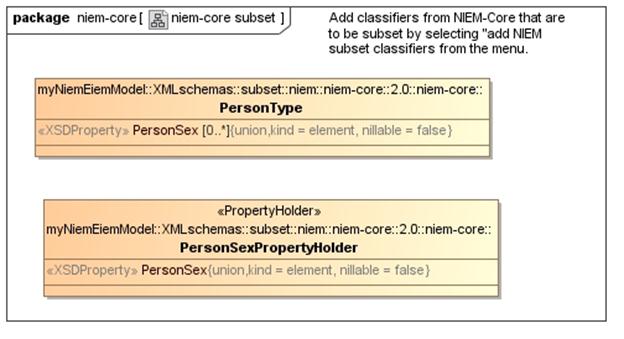 package niem-core[ niem-core subset ]
Add classifiers from NIEM-Core that are
to be subset by selecting "add NIEM
subset classifiers from the menu.
myNiemEiemModel::XMLschemas::subset::niem::niem-core::2.0::niem-core::
PersonType
«XSDProperty» PersonSex [0..*]{union,kind = element, nillable = false}
«PropertyHolder»
myNiemEiemModel::XMLschemas::subset::niem::niem-core::2.0::niem-core::
PersonSexPropertyHolder
«XSDProperty» PersonSex{union,kind = element, nillable = false}